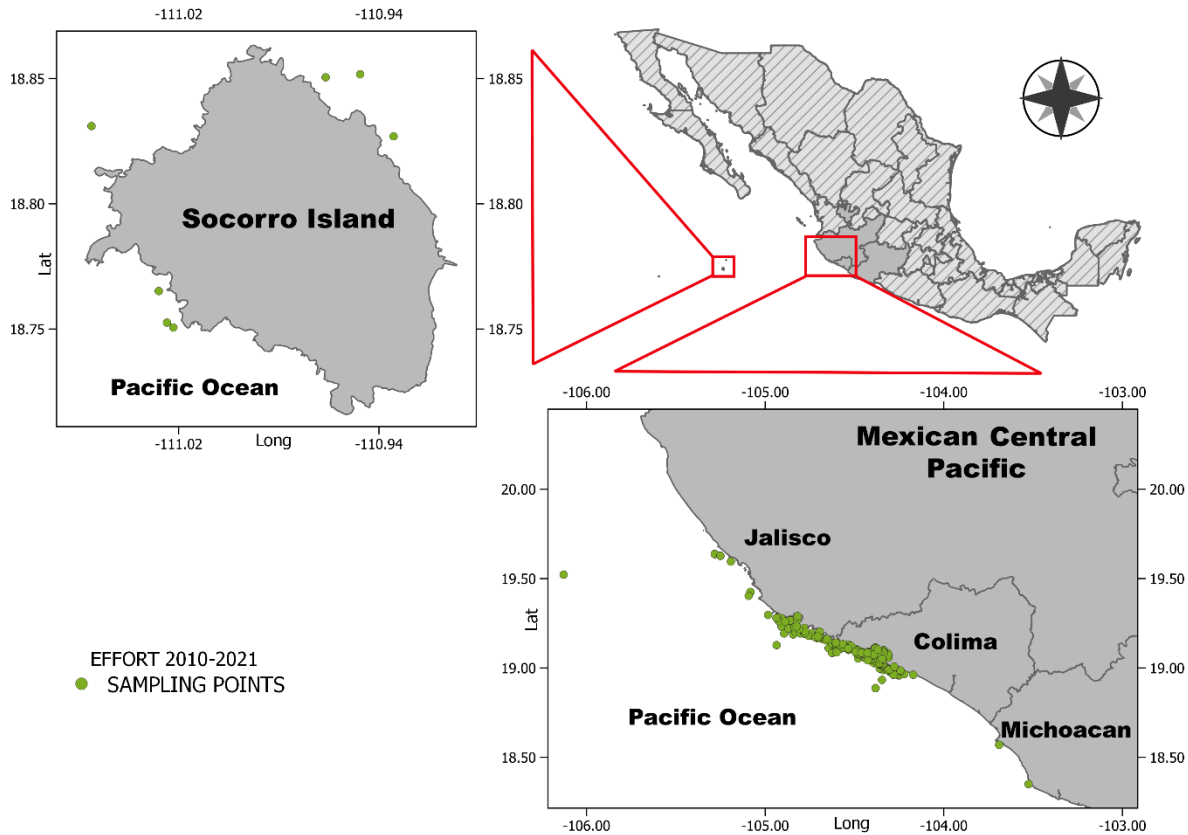 -111.02
-110.94
18.85
18.85
18.80
Socorro Island
18.80
Lat
18.75
18.75
Pacific Ocean
-111.02
Long
-110.94
-106.00
-105.00
-104.00
-103.00
Mexican Central
Pacific
20.00
20.00
Jalisco
19.50
19.50
Lat
Colima
19.00
19.00
Pacific Ocean
Michoacan
18.50
18.50
-106.00
-105.00
Long
-104.00
-103.00
EFFORT 2010-2021
SAMPLING POINTS